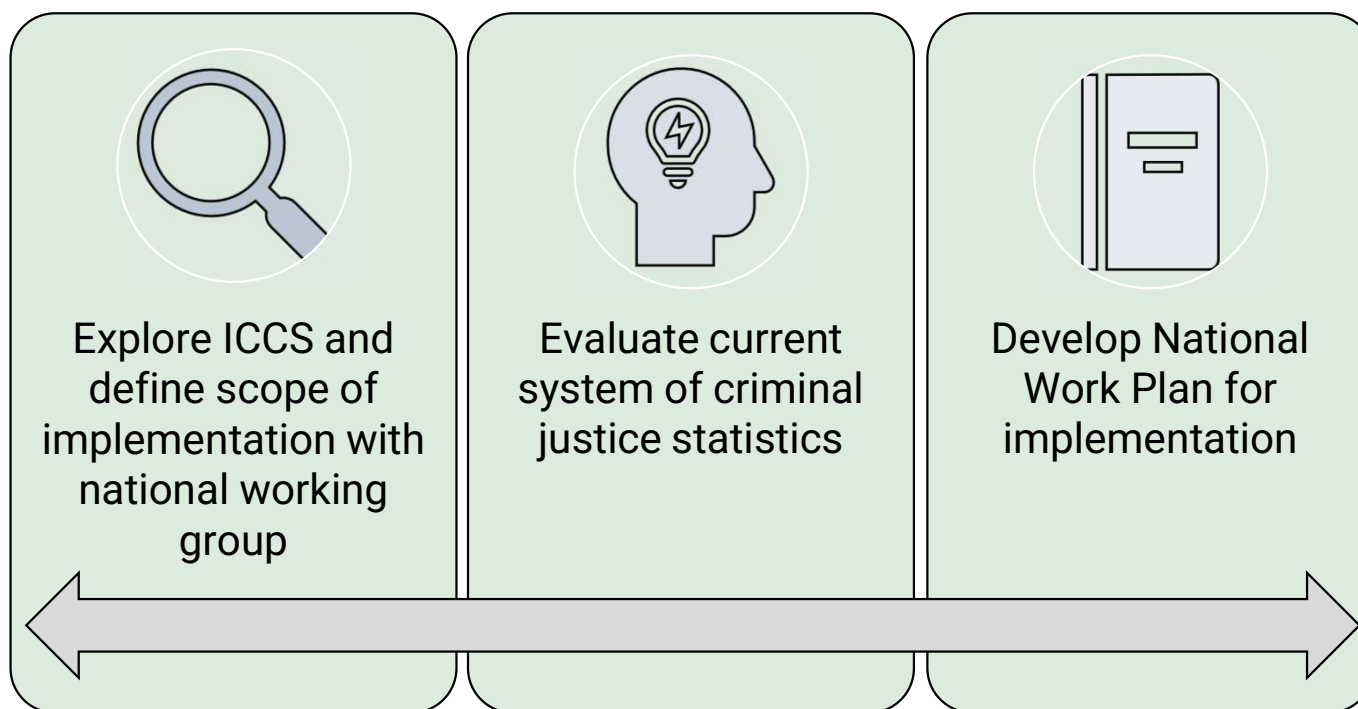 Explore ICCS and
define scope of
implementation with
national working
group
Evaluate current
system of criminal
justice statistics
Develop National
Work Plan for
implementation